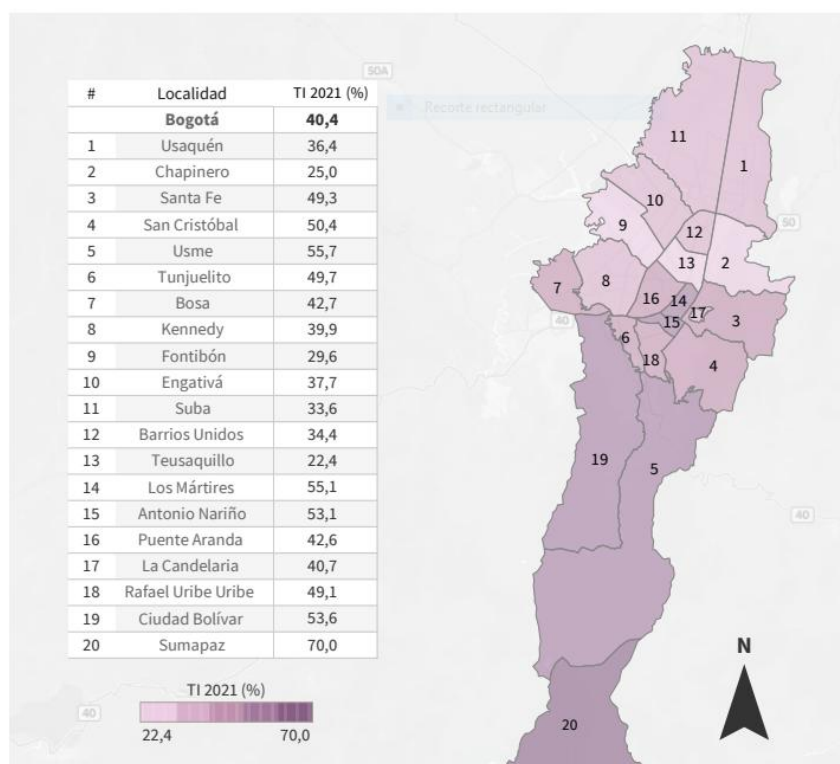 50A
Recorte rectangular
# Localidad TI 2021 (%)
Bogotá 40,4
1 Usaquén 36,4
2 Chapinero 25,0
3 Santa Fe 49,3
4 San Cristóbal 50,4
5 Usme 55,7
6 Tunjuelito 49,7
7 Bosa 42,7
8 Kennedy 39,9
9 Fontibón 29,6
10 Engativá 37,7
11 Suba 33,6
12 Barrios Unidos 34,4
13 Teusaquillo 22,4
14 Los Mártires 55,1
15 Antonio Nariño 53,1
16 Puente Aranda 42,6
17 La Candelaria 40,7
18 Rafael Uribe Uribe 49,1
19 Ciudad Bolívar 53,6
20 Sumapaz 70,0
TI 2021 (%)
22,4 70,0
40
11
1
10
9
12
50
13
2
8
7
16
14
17
3
40
15
6
18
4
19
5
40
N
20